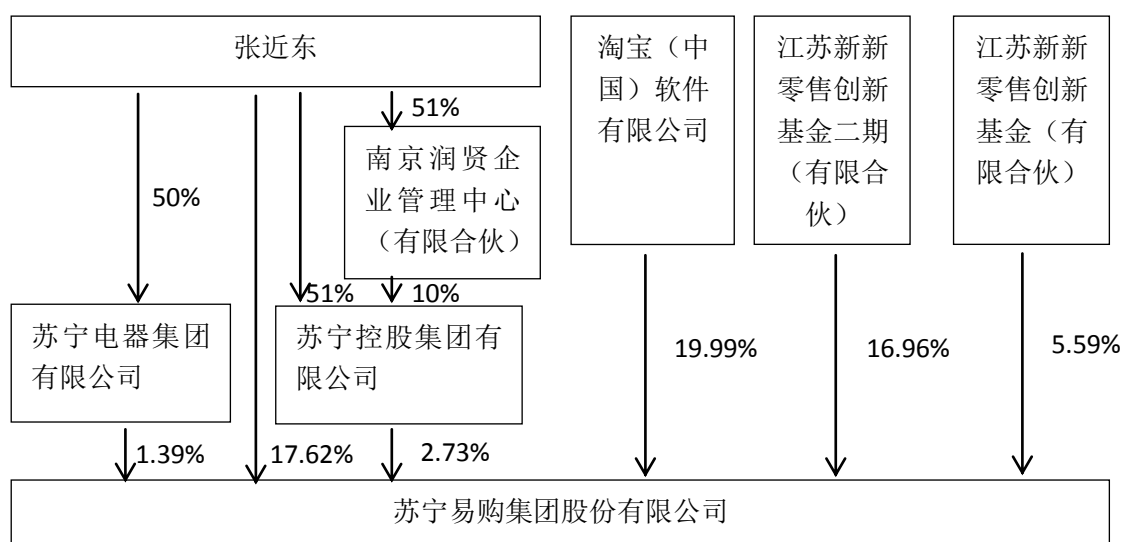 张近东
淘宝（中
国）软件
有限公司
江苏新新
零售创新
基金二期
（有限合
伙）
江苏新新
零售创新
基金（有
限合伙）
51%
南京润贤企
业管理中心
（有限合伙）
50%
51%
10%
苏宁电器集团
有限公司
苏宁控股集团有
限公司
19.99%
16.96%
5.59%
1.39%
17.62%
2.73%
苏宁易购集团股份有限公司